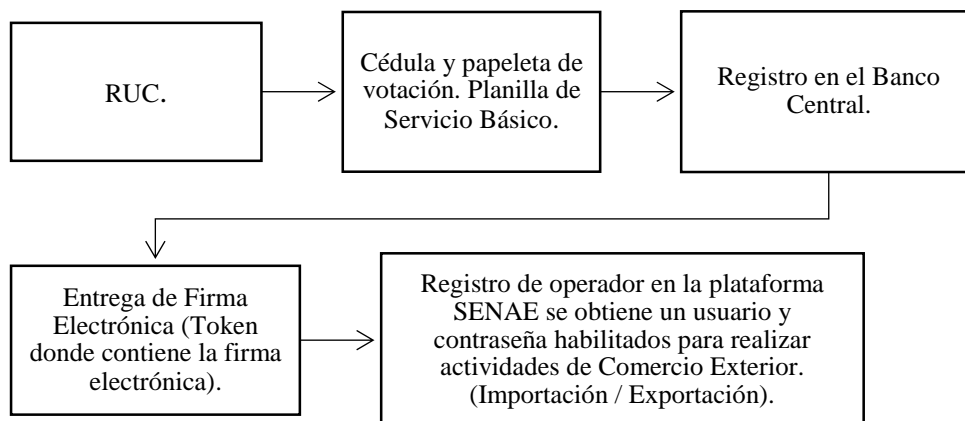 RUC.
Cédula y papeleta de
votación. Planilla de
Servicio Básico.
Registro en el Banco
Central.
Entrega de Firma
Electrónica (Token
donde contiene la firma
electrónica).
Registro de operador en la plataforma
SENAE se obtiene un usuario y
contraseña habilitados para realizar
actividades de Comercio Exterior.
(Importación / Exportación).